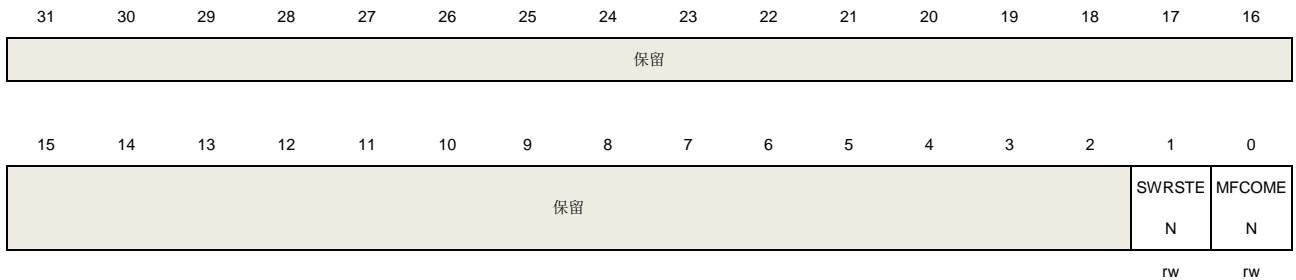 31 30 29 28 27 26 25 24 23 22 21 20 19 18 17 16
保留
15 14 13 12 11 10 9 8 7 6 5 4 3 2 1 0
保留
SWRSTE MFCOME
N N
rw rw